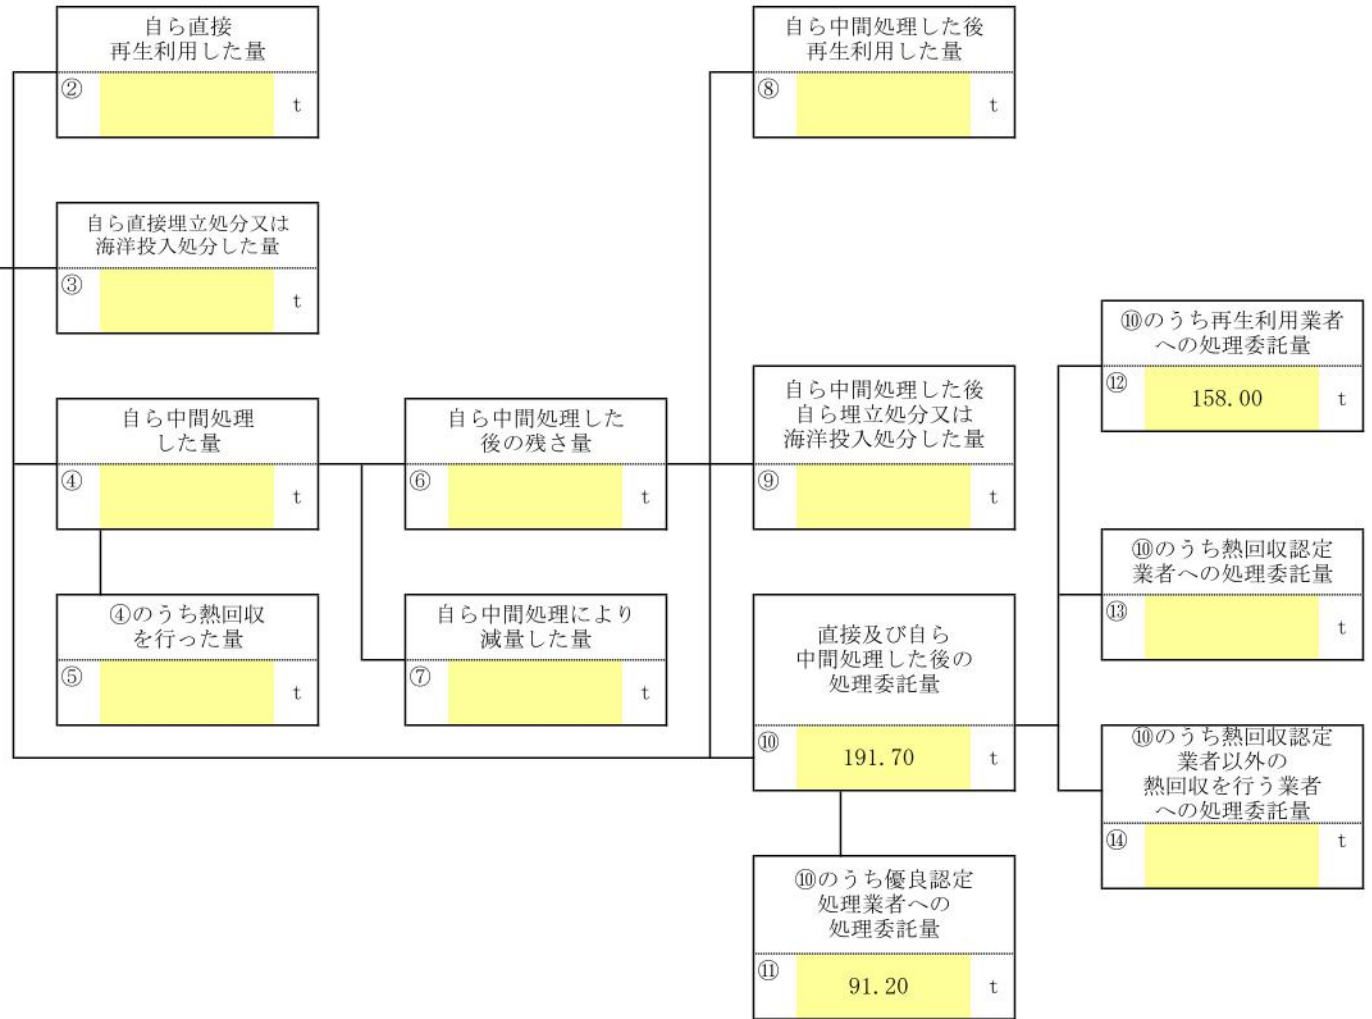 自ら直接
再生利用した量
② t
自ら中間処理した後
再生利用した量
⑧ t
自ら直接埋立処分又は
海洋投入処分した量
③ t
⑩のうち再生利用業者
への処理委託量
⑫ 158.00 t
自ら中間処理
した量
④ t
自ら中間処理した
後の残さ量
⑥ t
自ら中間処理した後
自ら埋立処分又は
海洋投入処分した量
⑨ t
⑩のうち熱回収認定
業者への処理委託量
⑬ t
④のうち熱回収
を行った量
⑤ t
自ら中間処理により
減量した量
⑦ t
直接及び自ら
中間処理した後の
処理委託量
⑩ 191.70 t
⑩のうち熱回収認定
業者以外の
熱回収を行う業者
への処理委託量
⑭ t
⑩のうち優良認定
処理業者への
処理委託量
⑪ 91.20 t